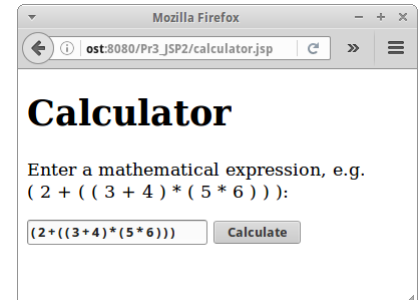 Mozilla Firefox
ost:8080/Pr3_JSP2/calculator.jsp
Calculator
Enter a mathematical expression, e.g.
( 2 + ( ( 3 + 4 ) * ( 5 * 6 ) ) ):
(2+((3+4)*(5*6))) Calculate